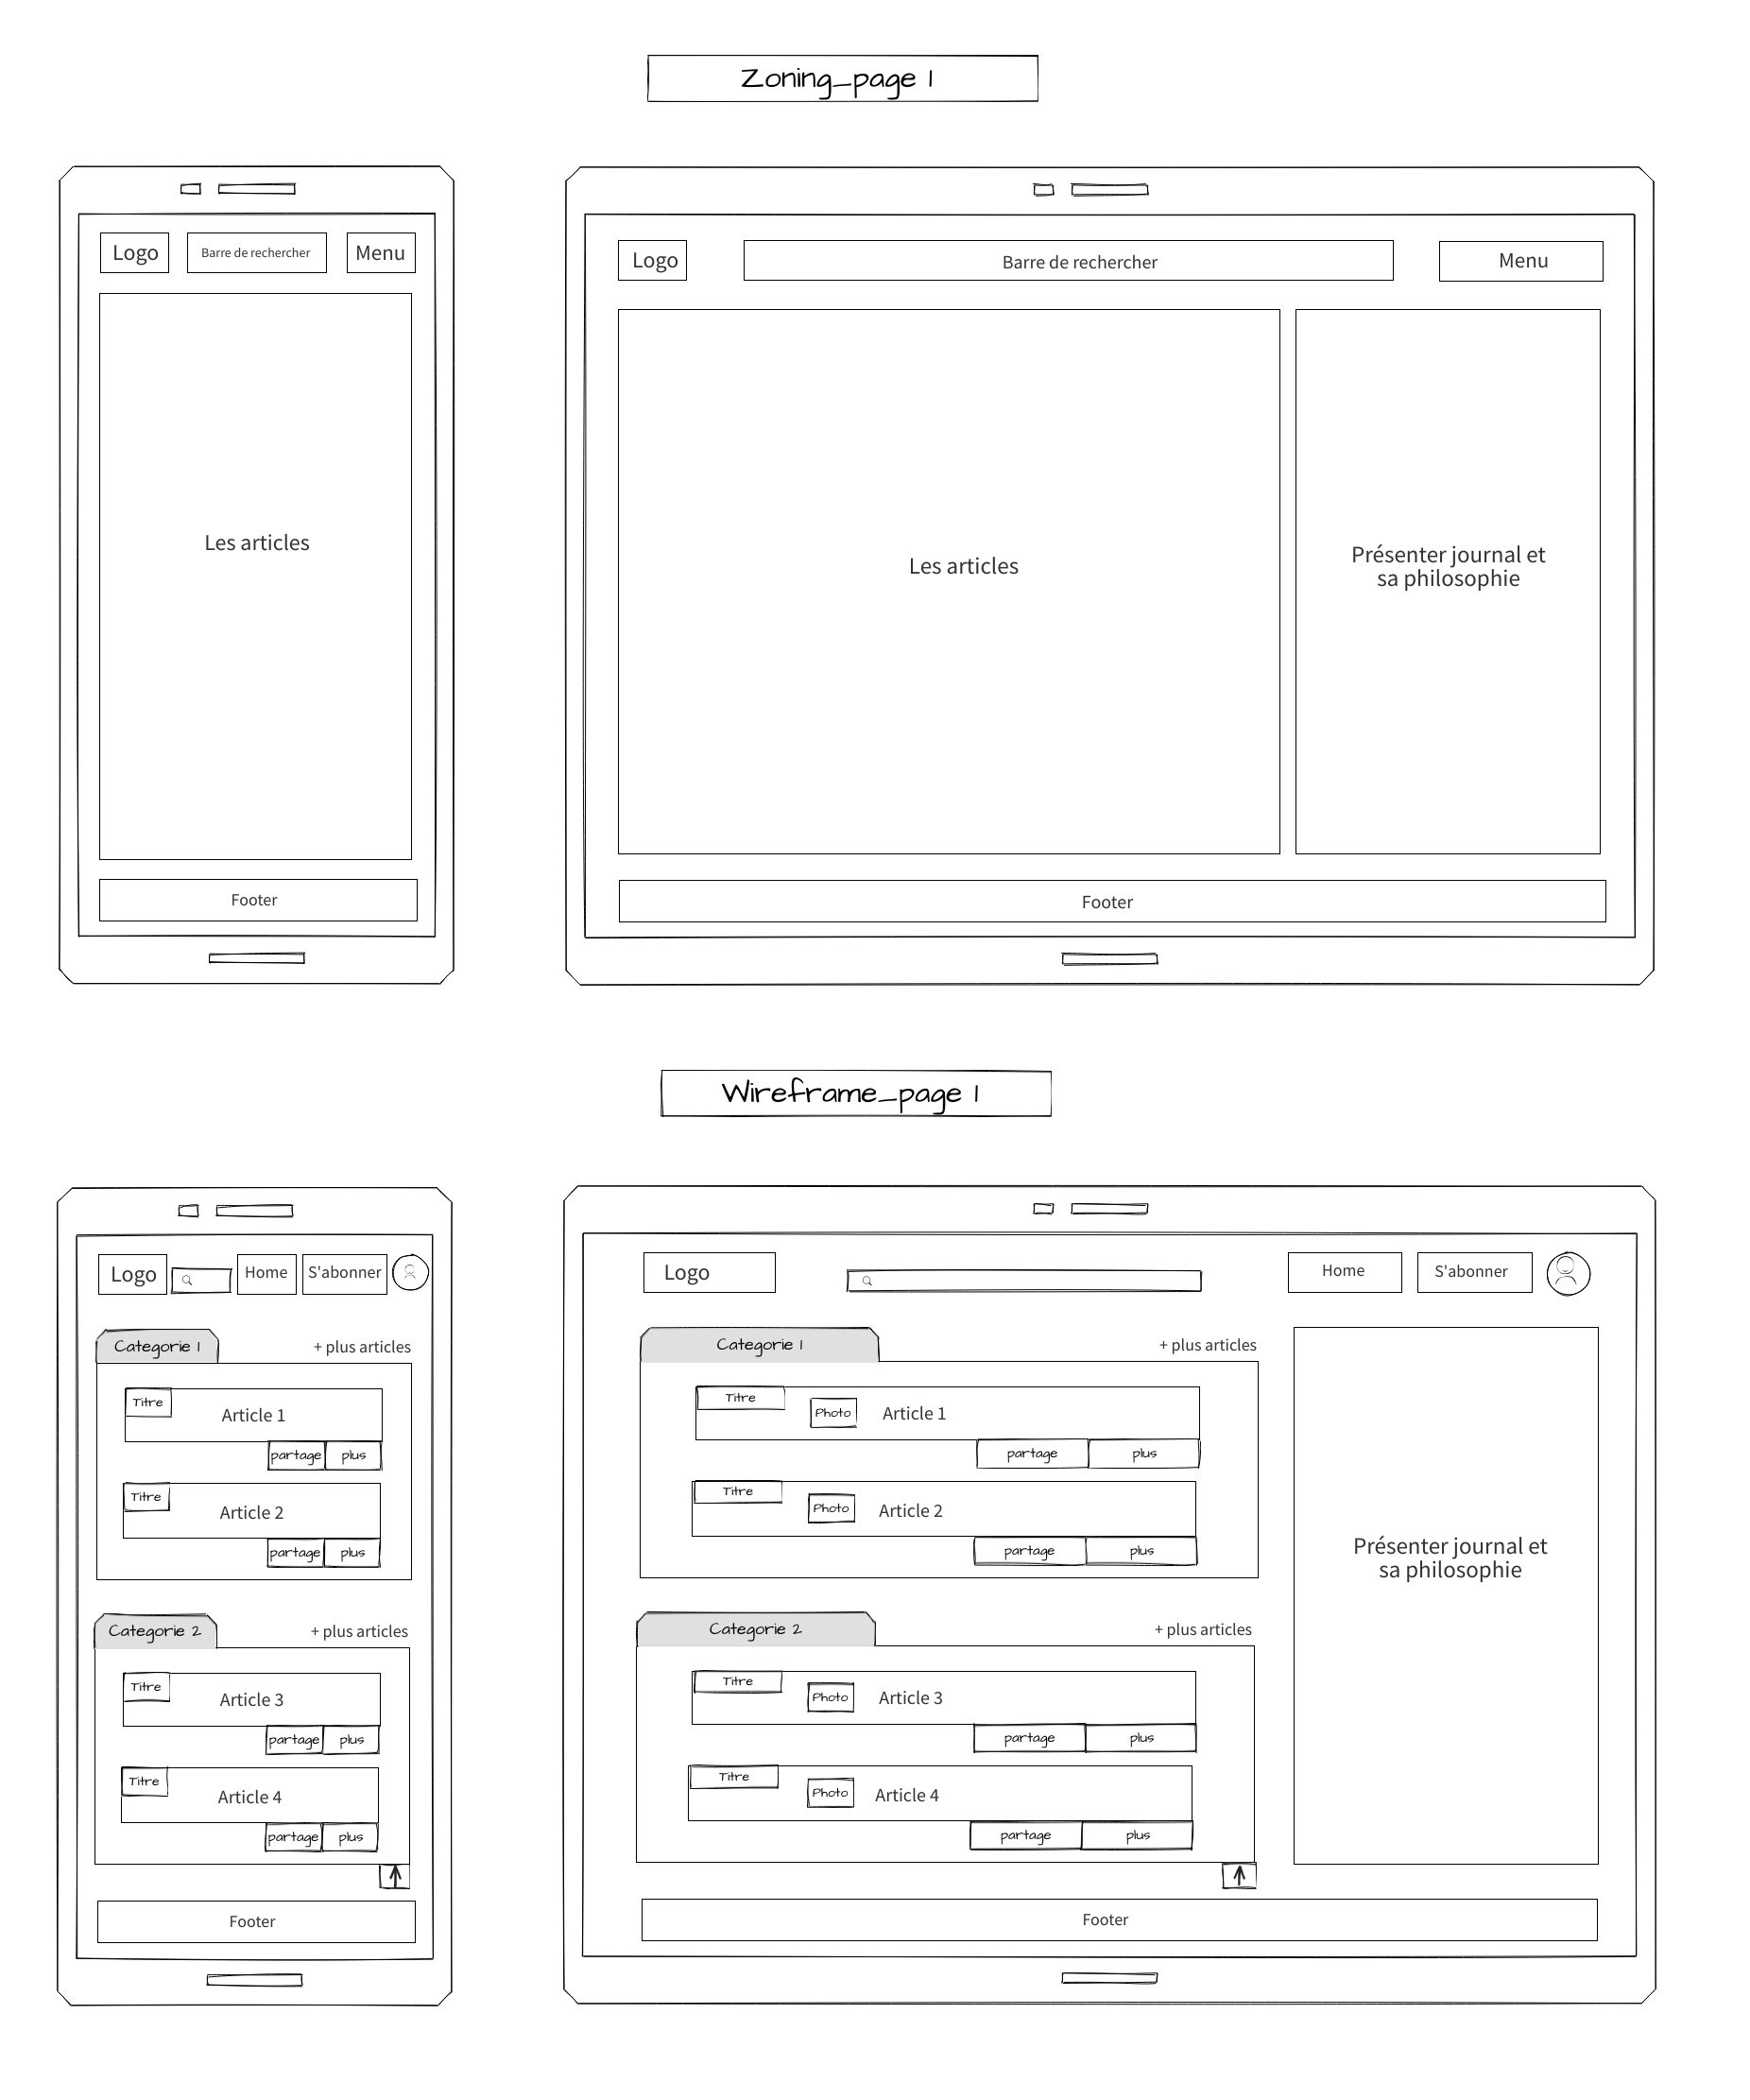 Zoning_page 1
Logo
Barre de rechercher
Menu
Les articles
Footer
Logo
Barre de rechercher
Menu
Les articles
Présenter journal et
sa philosophie
Footer
Wireframe_page 1
Logo
Home
S'abonner
Categorie 1
+ plus articles
Titre
Article 1
partage
plus
Titre
Article 2
partage
plus
Categorie 2
+ plus articles
Titre
Article 3
partage
plus
Titre
Article 4
partage
plus
Footer
Logo
Home
S'abonner
Categorie 1
+ plus articles
Titre
Photo
Article 1
partage
plus
Titre
Photo
Article 2
partage
plus
Categorie 2
+ plus articles
Titre
Photo
Article 3
partage
plus
Titre
Photo
Article 4
partage
plus
Présenter journal et
sa philosophie
Footer